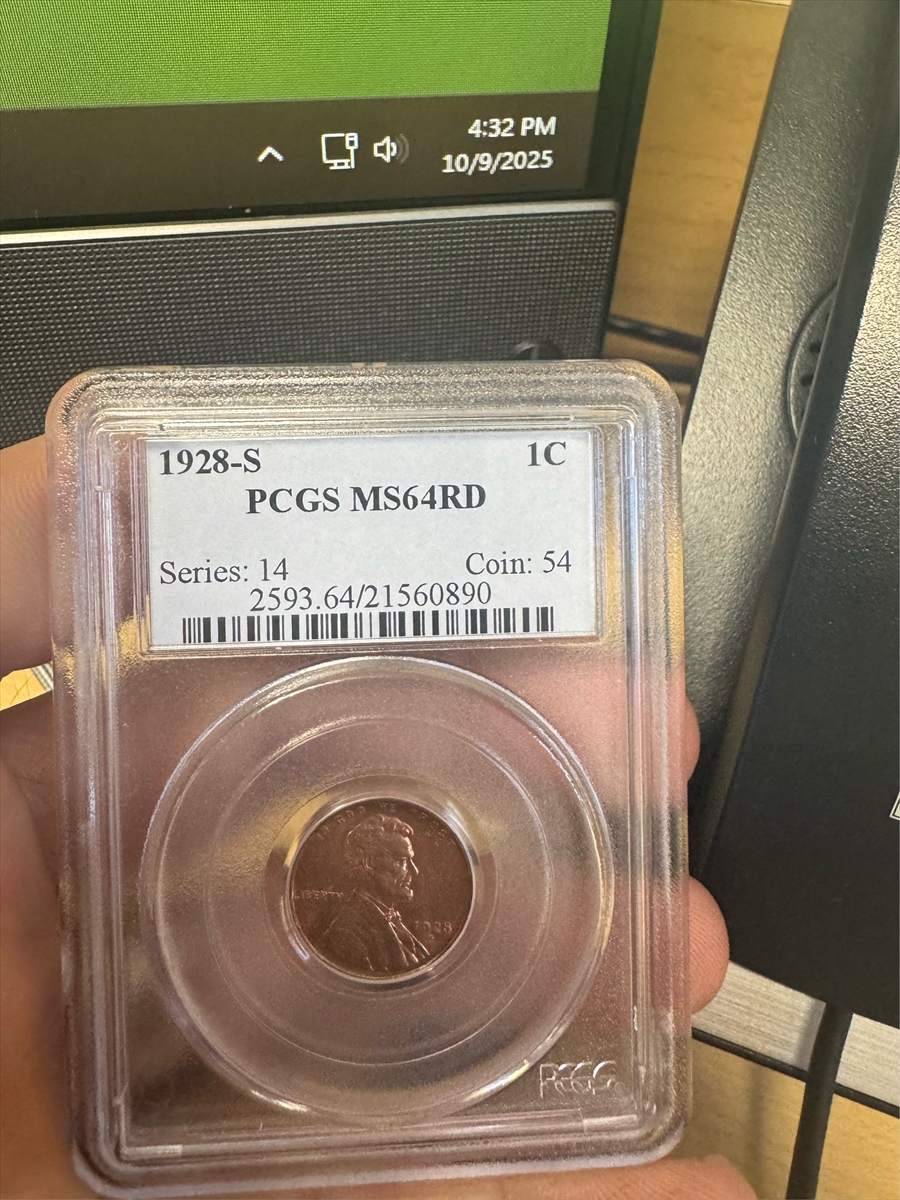 4:32 PM
10/9/2025
1928-S 1C
PCGS MS64RD
Series: 14 Coin: 54
2593.64/21560890
LIBERTY 1928
PCGS